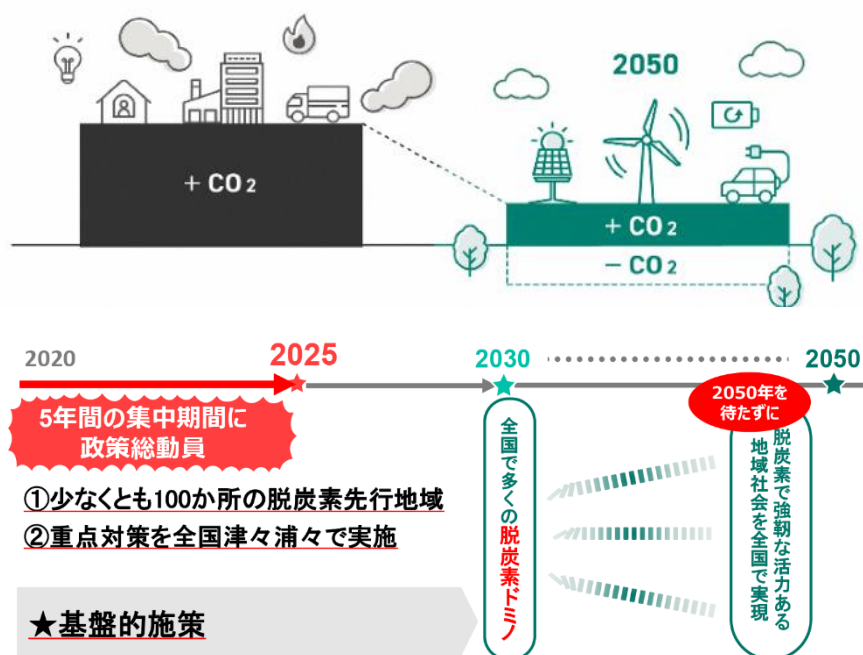 2050
+ CO2
+ CO2
− CO2
2020
2025
2030
2050
5年間の集中期間に
政策総動員
①少なくとも100か所の脱炭素先行地域
②重点対策を全国津々浦々で実施
★基盤的施策
全国で多くの脱炭素ドミノ
2050年を
待たずに
脱炭素で強靭な活力ある
地域社会を全国で実現